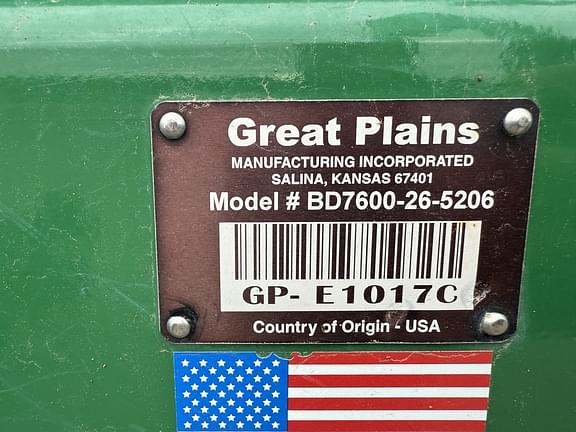 Great Plains
MANUFACTURING INCORPORATED
SALINA, KANSAS 67401
Model # BD7600-26-5206
GP- E1017C
Country of Origin - USA